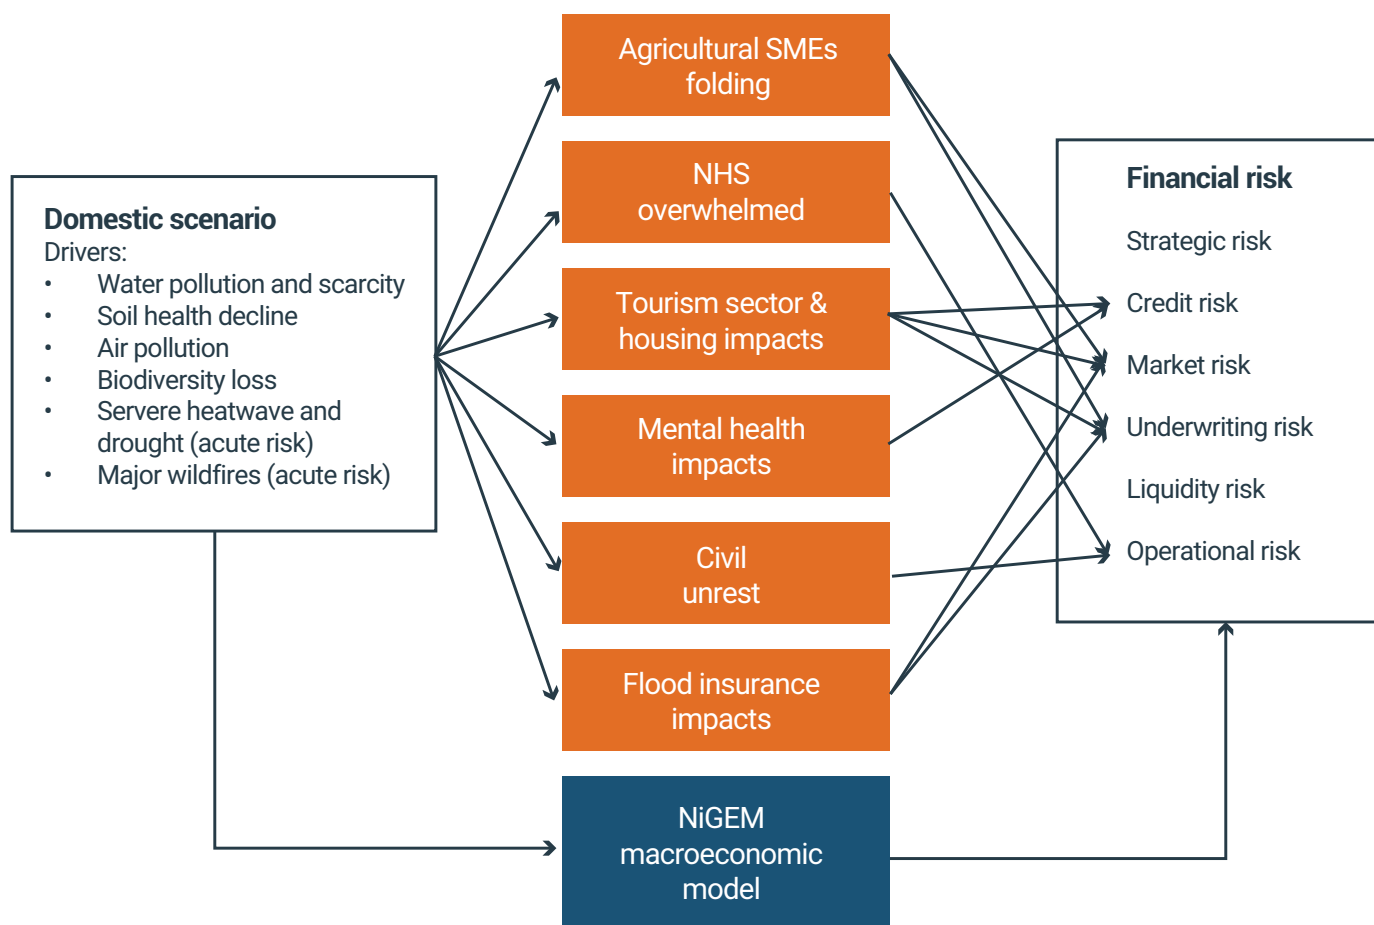 Domestic scenario
Drivers:
• Water pollution and scarcity
• Soil health decline
• Air pollution
• Biodiversity loss
• Servere heatwave and
drought (acute risk)
• Major wildfires (acute risk)
Agricultural SMEs
folding
NHS
overwhelmed
Tourism sector &
housing impacts
Mental health
impacts
Civil
unrest
Flood insurance
impacts
NiGEM
macroeconomic
model
Financial risk
Strategic risk
Credit risk
Market risk
Underwriting risk
Liquidity risk
Operational risk